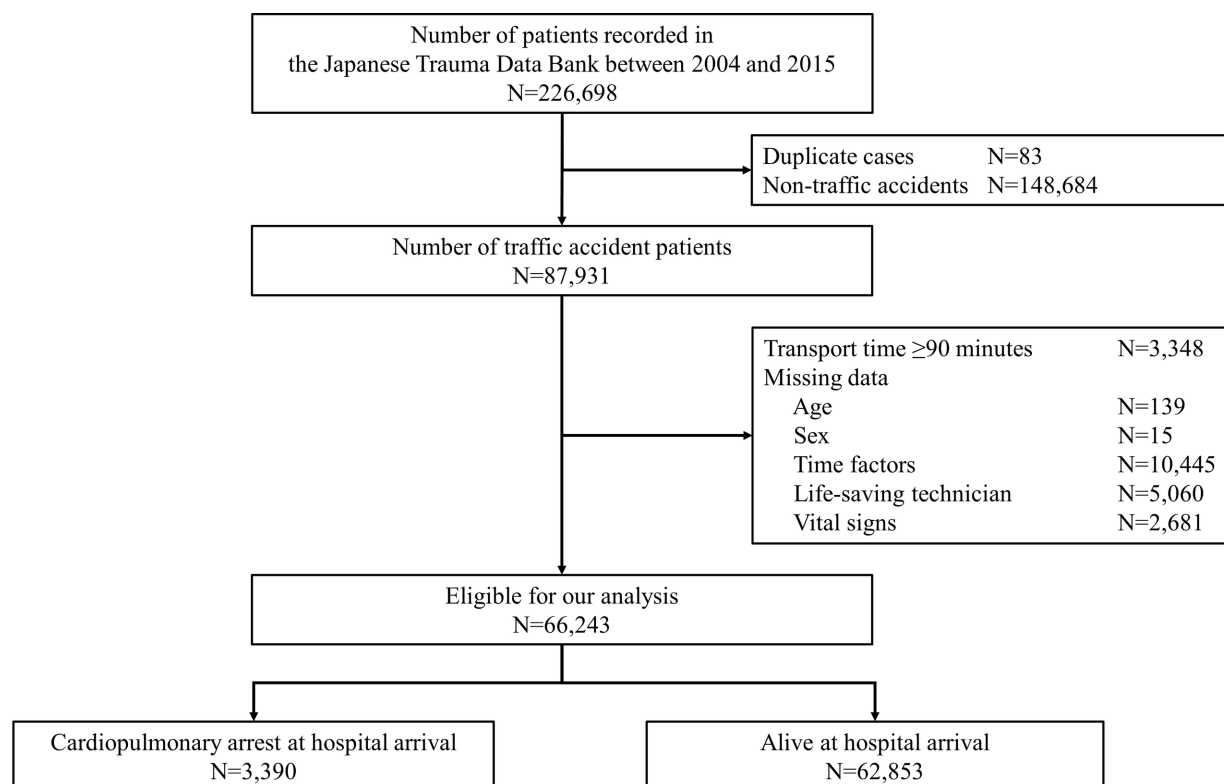 Number of patients recorded in
the Japanese Trauma Data Bank between 2004 and 2015
N=226,698
Duplicate cases N=83
Non-traffic accidents N=148,684
Number of traffic accident patients
N=87,931
Transport time ≥90 minutes N=3,348
Missing data
Age N=139
Sex N=15
Time factors N=10,445
Life-saving technician N=5,060
Vital signs N=2,681
Eligible for our analysis
N=66,243
Cardiopulmonary arrest at hospital arrival
N=3,390
Alive at hospital arrival
N=62,853